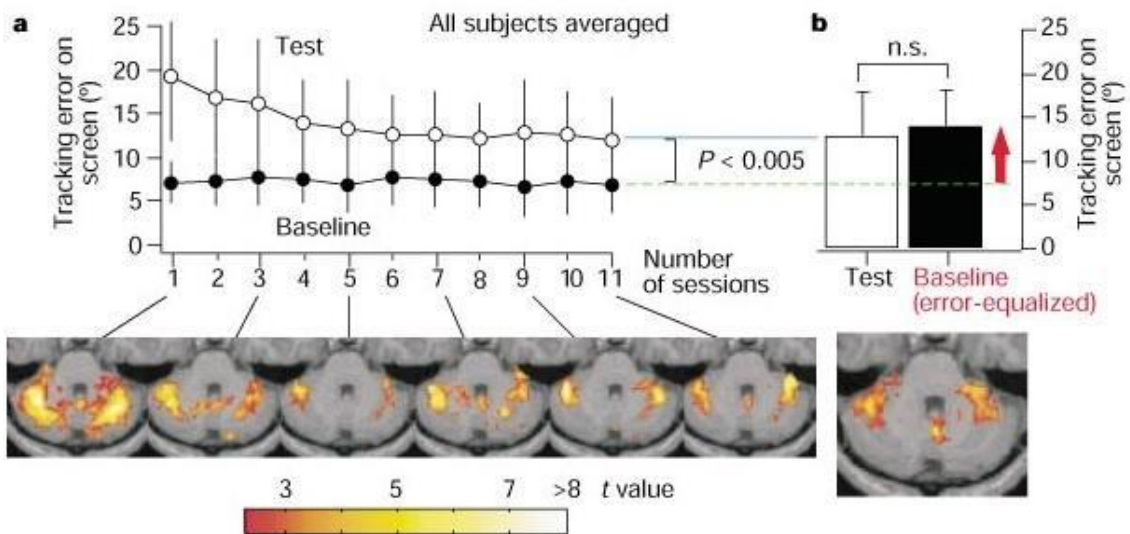 a
All subjects averaged
b
Tracking error on
screen (º)
25
20
15
10
5
0
Test
Baseline
P < 0.005
1 2 3 4 5 6 7 8 9 10 11
Number
of sessions
n.s.
25
20
15
10
5
0
Tracking error on
screen (º)
Test
Baseline
(error-equalized)
3 5 7 >8 t value